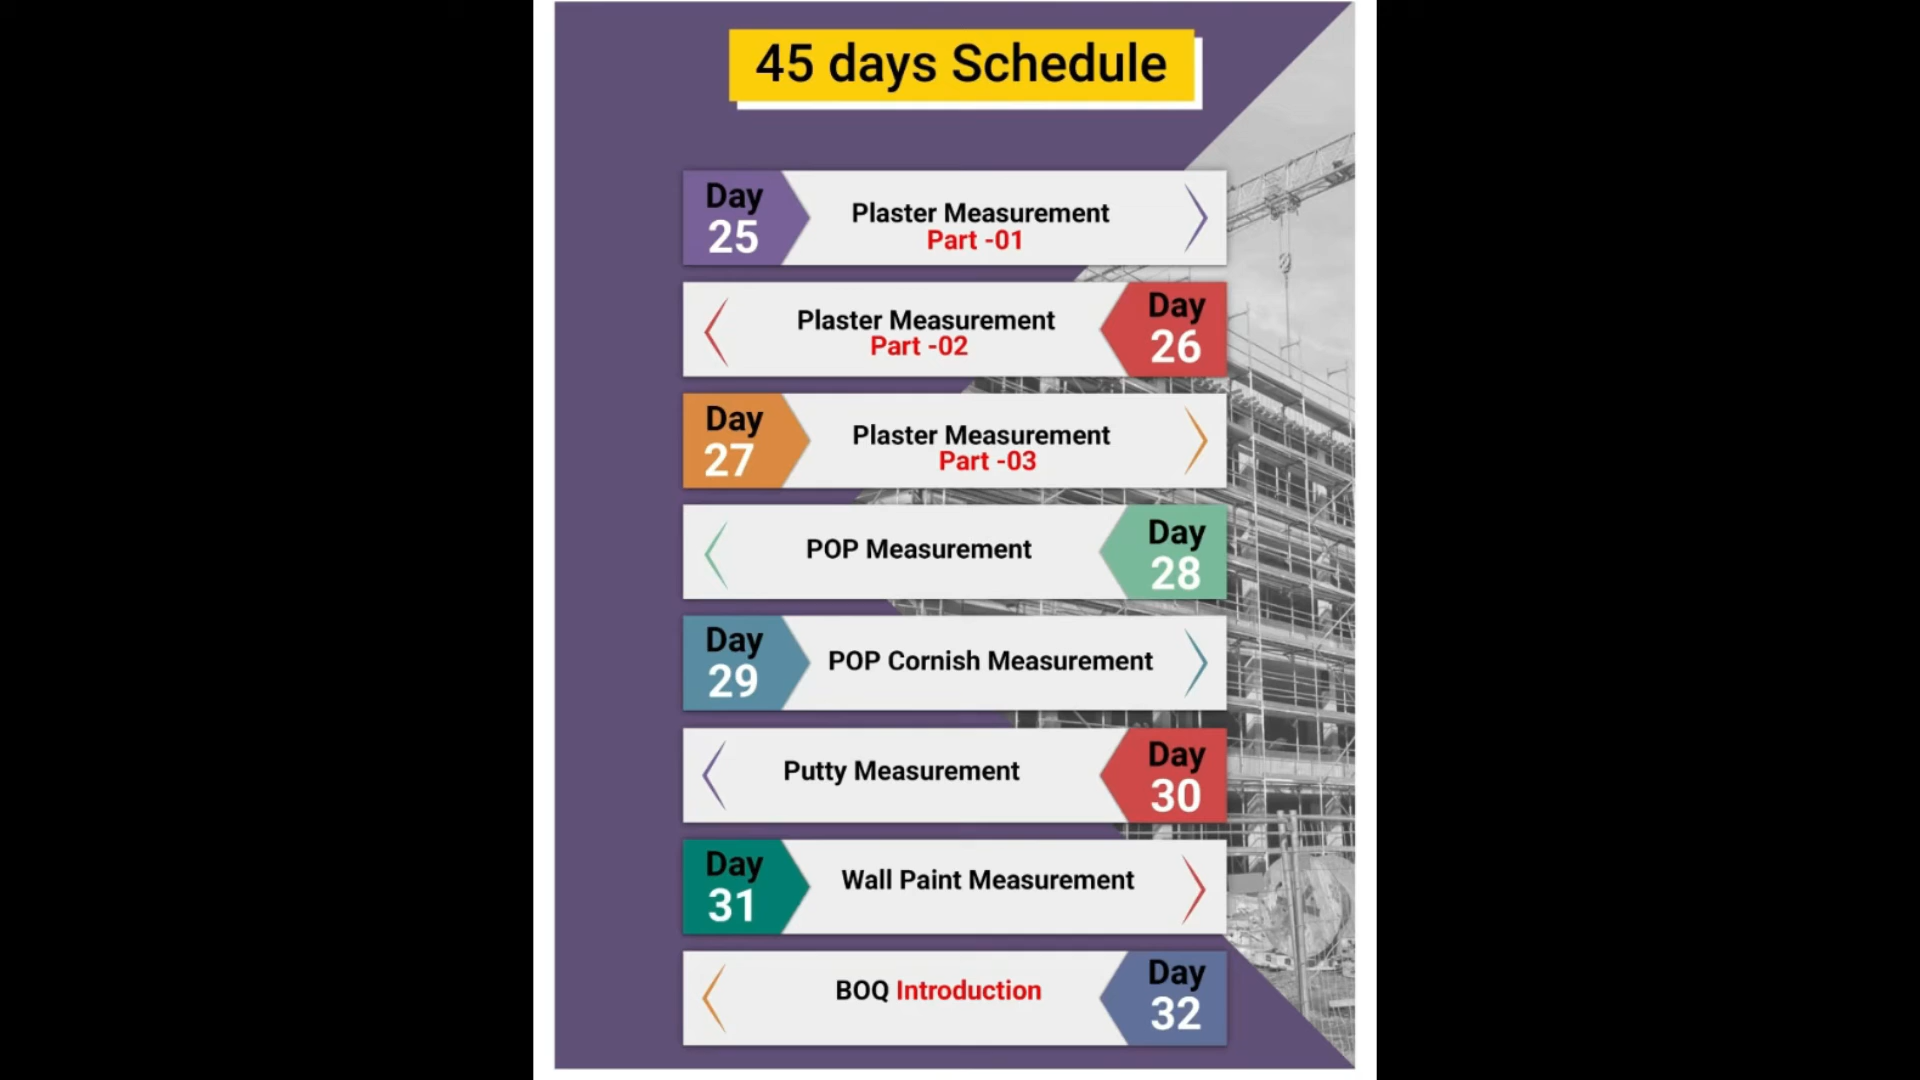 45 days Schedule
Day
25
Plaster Measurement
Part -01
Plaster Measurement
Part -02
Day
26
Day
27
Plaster Measurement
Part -03
POP Measurement
Day
28
Day
29
POP Cornish Measurement
Putty Measurement
Day
30
Day
31
Wall Paint Measurement
BOQ Introduction
Day
32